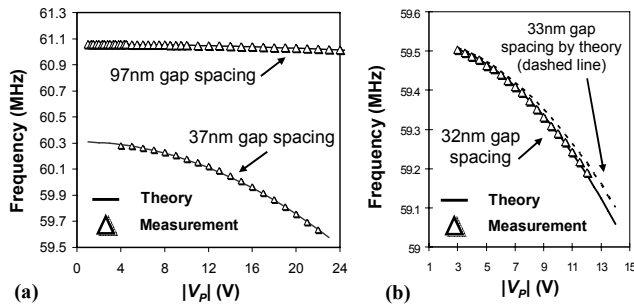 61.3
61.1
60.9
60.7
60.5
60.3
60.1
59.9
59.7
59.5
Frequency (MHz)
97nm gap spacing
37nm gap spacing
Theory
Measurement
0 4 8 12 16 20 24
|VP| (V)
(a)
59.6
59.5
59.4
59.3
59.2
59.1
59
Frequency (MHz)
33nm gap
spacing by theory
(dashed line)
32nm gap
spacing
Theory
Measurement
1 3 5 7 9 11 13 15
|VP| (V)
(b)